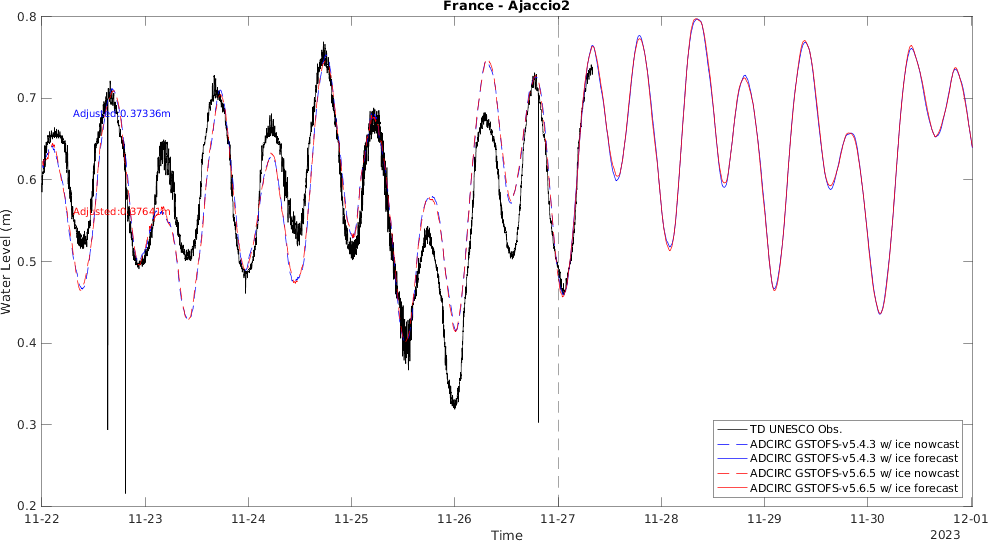 France - Ajaccio2
Water Level (m)
0.8
0.7
0.6
0.5
0.4
0.3
0.2
Adjusted:0.37336m
Adjusted:0.37641m
TD UNESCO Obs.
ADCIRC GSTOFS-v5.4.3 w/ ice nowcast
ADCIRC GSTOFS-v5.4.3 w/ ice forecast
ADCIRC GSTOFS-v5.6.5 w/ ice nowcast
ADCIRC GSTOFS-v5.6.5 w/ ice forecast
11-22 11-23 11-24 11-25 11-26 11-27 11-28 11-29 11-30 12-01
Time
2023